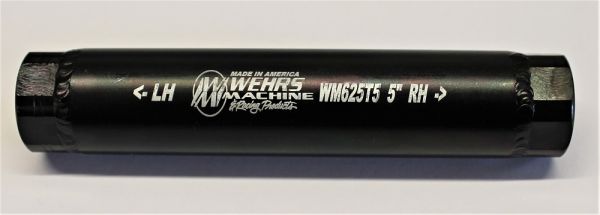 <- LH
MADE IN AMERICA
WEHRS
MACHINE
& Racing Products
WM625T5 5" RH ->